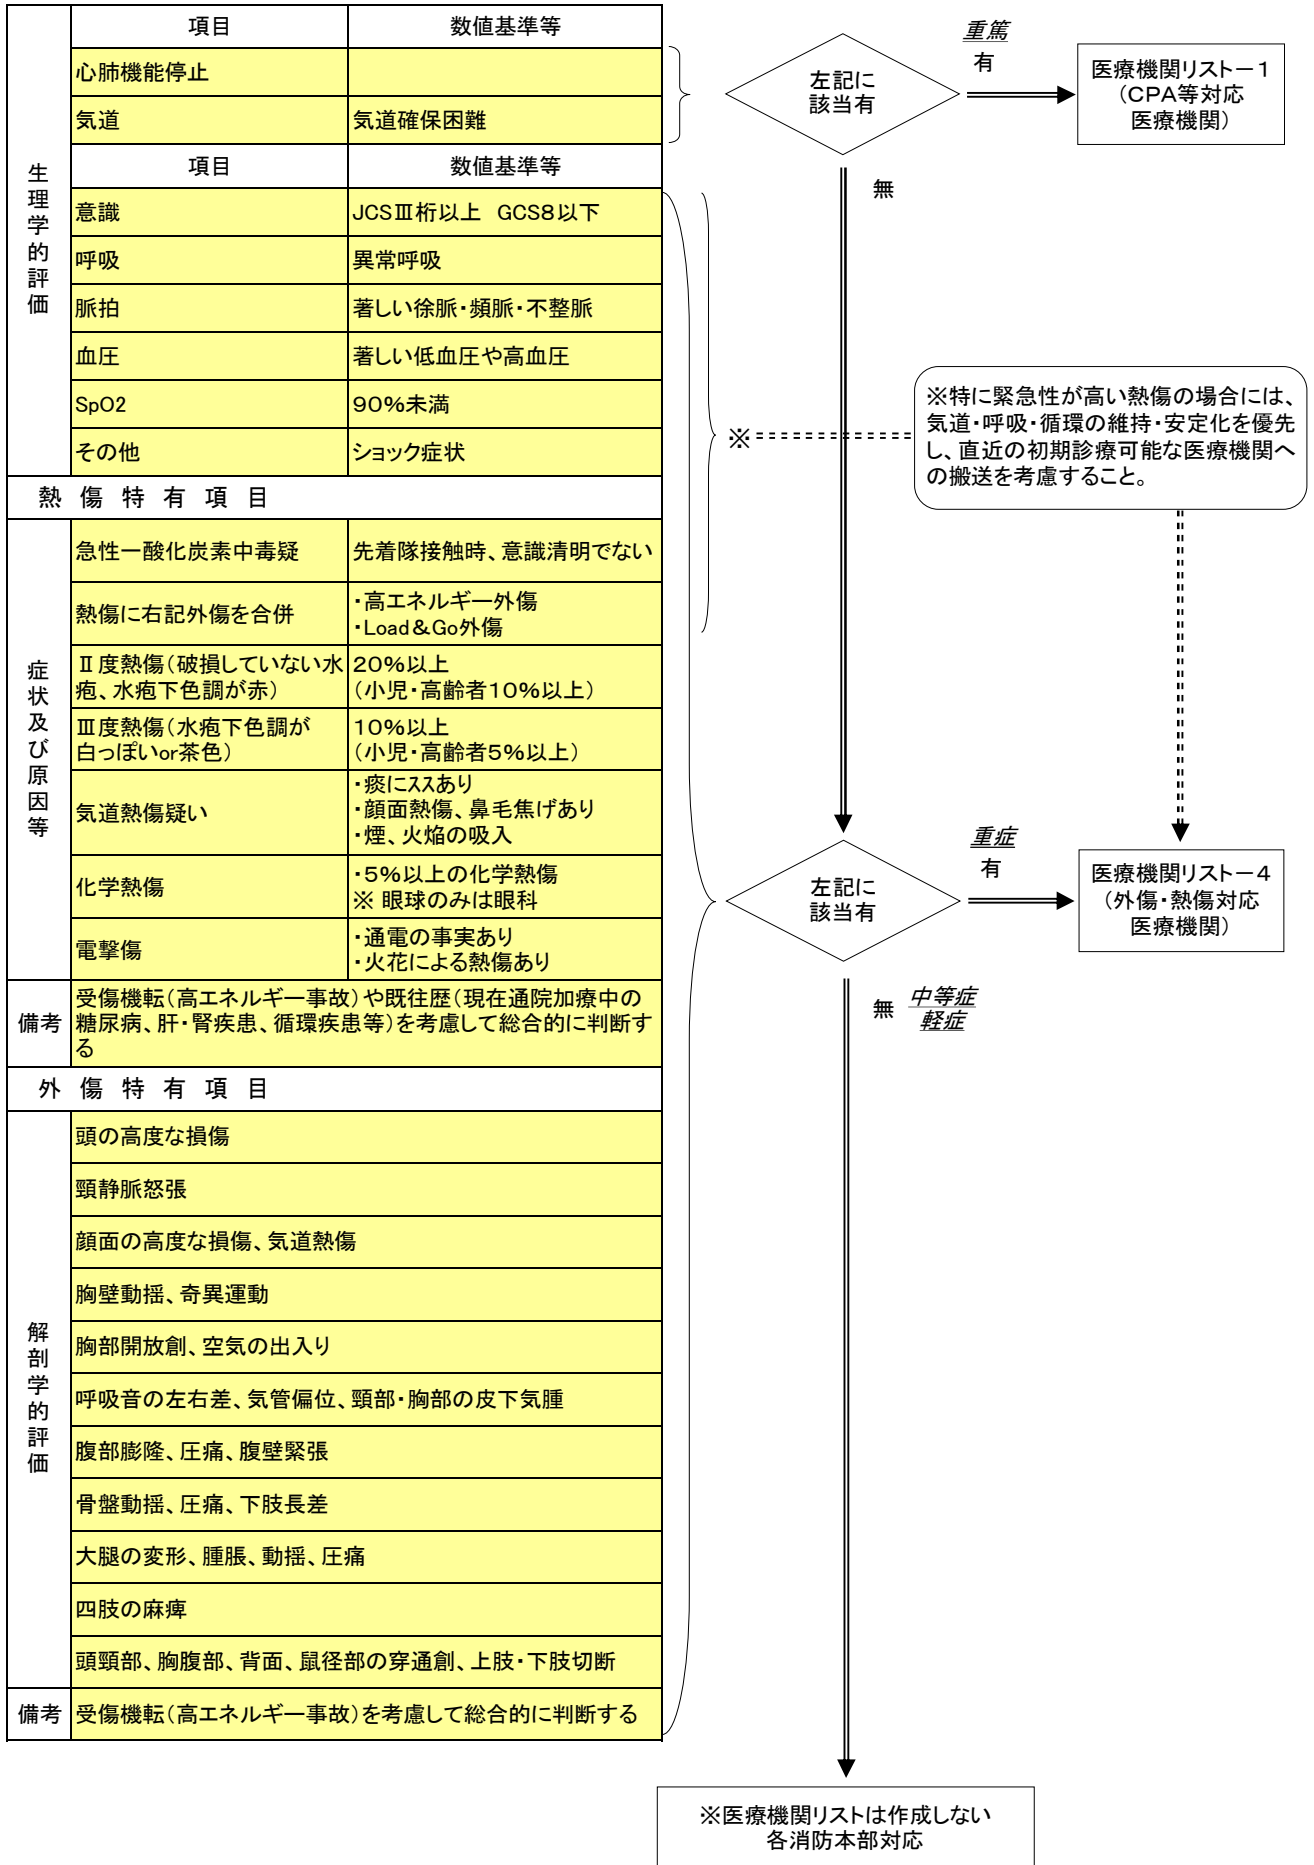 項目 数値基準等
心肺機能停止
気道 気道確保困難
項目 数値基準等
生理学的評価
意識 JCSⅢ桁以上 GCS8以下
呼吸 異常呼吸
脈拍 著しい徐脈・頻脈・不整脈
血圧 著しい低血圧や高血圧
SpO2 90%未満
その他 ショック症状
熱傷特有項目
症状及び原因等
急性一酸化炭素中毒疑 先着隊接触時、意識清明でない
熱傷に右記外傷を合併
・高エネルギー外傷
・Load&Go外傷
Ⅱ度熱傷(破損していない水
疱、水疱下色調が赤)
20%以上
(小児・高齢者10%以上)
Ⅲ度熱傷(水疱下色調が
白っぽいor茶色)
10%以上
(小児・高齢者5%以上)
気道熱傷疑い
・痰にススあり
・顔面熱傷、鼻毛焦げあり
・煙、火焔の吸入
化学熱傷
・5%以上の化学熱傷
※ 眼球のみは眼科
電撃傷
・通電の事実あり
・火花による熱傷あり
備考
受傷機転(高エネルギー事故)や既往歴(現在通院加療中の
糖尿病、肝・腎疾患、循環疾患等)を考慮して総合的に判断す
る
外傷特有項目
解剖学的評価
頭の高度な損傷
頸静脈怒張
顔面の高度な損傷、気道熱傷
胸壁動揺、奇異運動
胸部開放創、空気の出入り
呼吸音の左右差、気管偏位、頸部・胸部の皮下気腫
腹部膨隆、圧痛、腹壁緊張
骨盤動揺、圧痛、下肢長差
大腿の変形、腫脹、動揺、圧痛
四肢の麻痺
頭頸部、胸腹部、背面、鼠径部の穿通創、上肢・下肢切断
備考 受傷機転(高エネルギー事故)を考慮して総合的に判断する
左記に
該当有
重篤
有
医療機関リスト-1
(CPA等対応
医療機関)
無
※
※特に緊急性が高い熱傷の場合には、
気道・呼吸・循環の維持・安定化を優先
し、直近の初期診療可能な医療機関へ
の搬送を考慮すること。
左記に
該当有
重症
有
医療機関リスト-4
(外傷・熱傷対応
医療機関)
無 中等症
軽症
※医療機関リストは作成しない
各消防本部対応